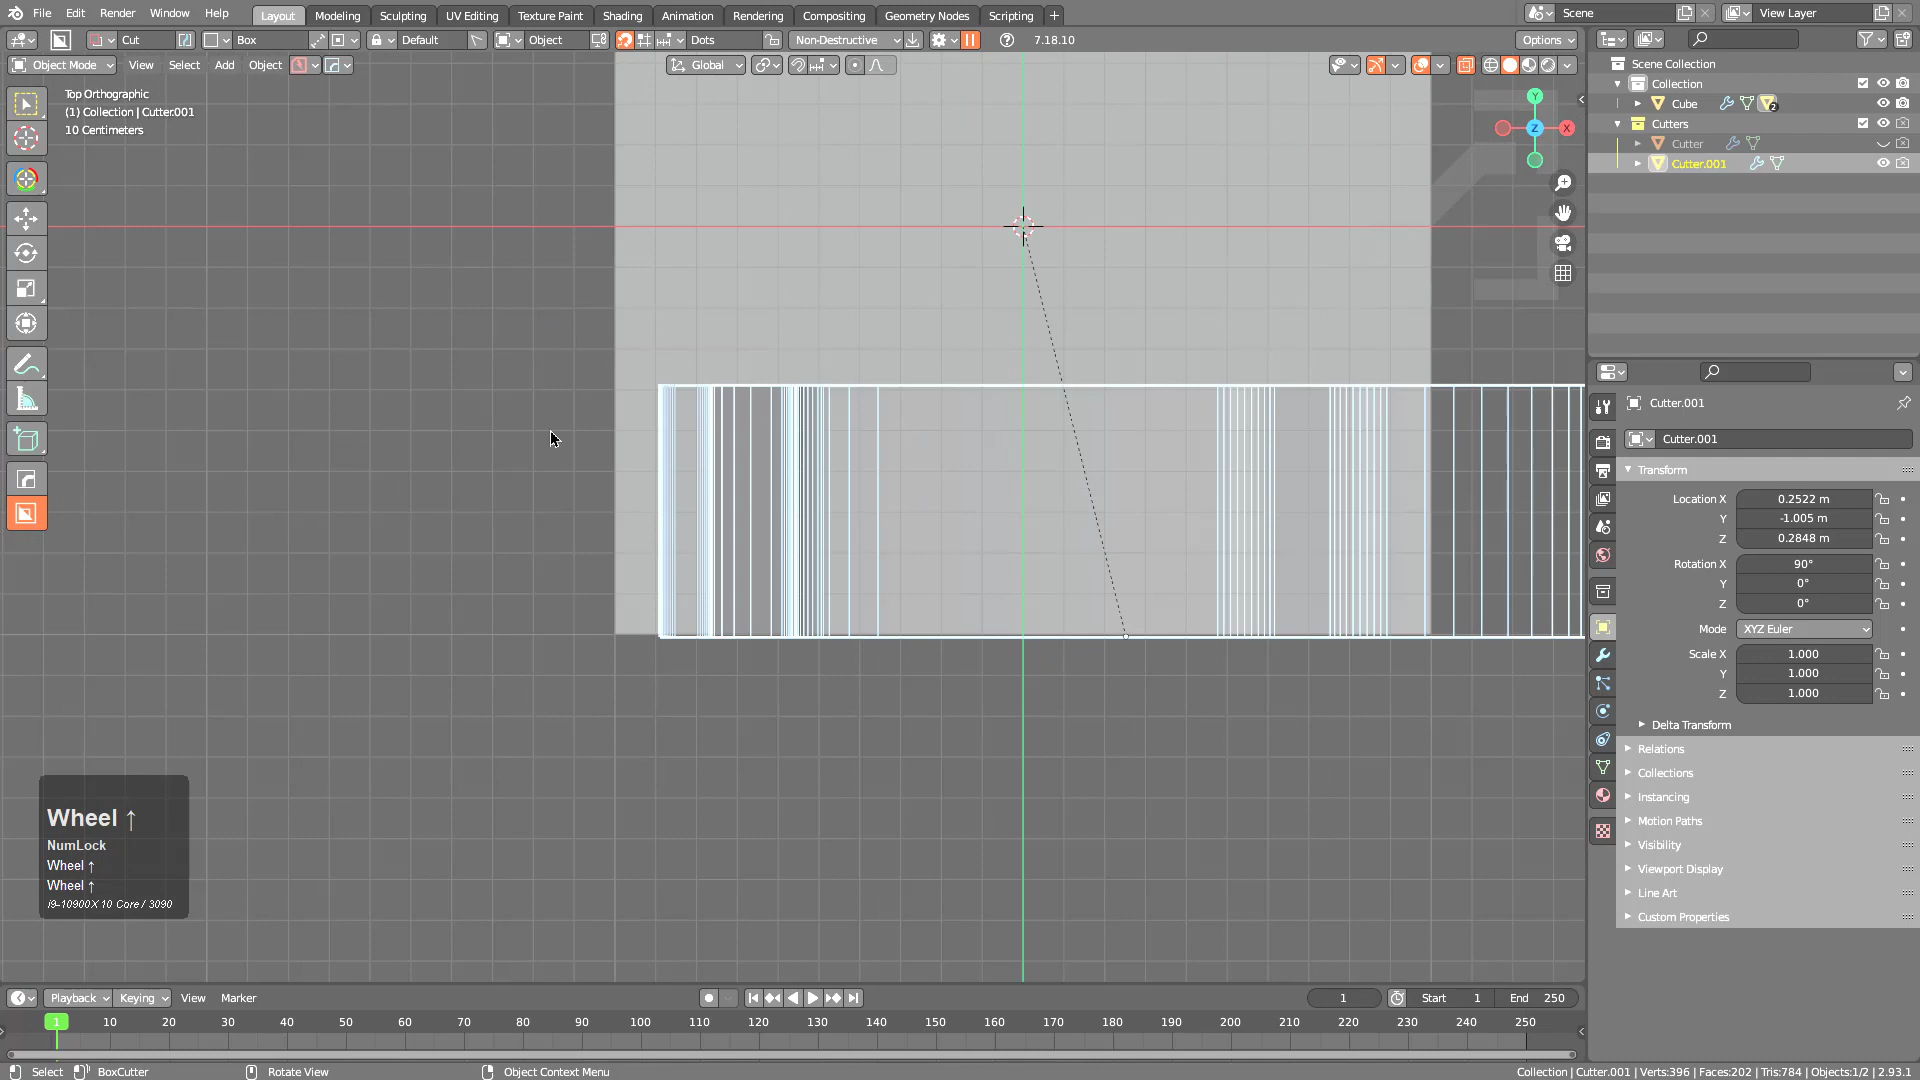 File Edit Render Window Help Layout Modeling Sculpting UV Editing Texture Paint Shading Animation Rendering Compositing Geometry Nodes Scripting + Scene View Layer
Cut Box Default Object Dots Non-Destructive 7.18.10 Options
Object Mode View Select Add Object Global
Top Orthographic
(1) Collection | Cutter.001
10 Centimeters
Y
X
Z
Scene Collection
Collection
Cube 2
Cutters
Cutter
Cutter.001
Cutter.001
Cutter.001
Transform
Location X 0.2522 m
Y -1.005 m
Z 0.2848 m
Rotation X 90°
Y 0°
Z 0°
Mode XYZ Euler
Scale X 1.000
Y 1.000
Z 1.000
Delta Transform
Relations
Collections
Instancing
Motion Paths
Visibility
Viewport Display
Line Art
Custom Properties
Wheel ↑
NumLock
Wheel ↑
Wheel ↑
i9-10900X 10 Core / 3090
Playback Keying View Marker 1 Start 1 End 250
1 10 20 30 40 50 60 70 80 90 100 110 120 130 140 150 160 170 180 190 200 210 220 230 240 250
Select BoxCutter Rotate View Object Context Menu Collection | Cutter.001 | Verts:396 | Faces:202 | Tris:784 | Objects:1/2 | 2.93.1